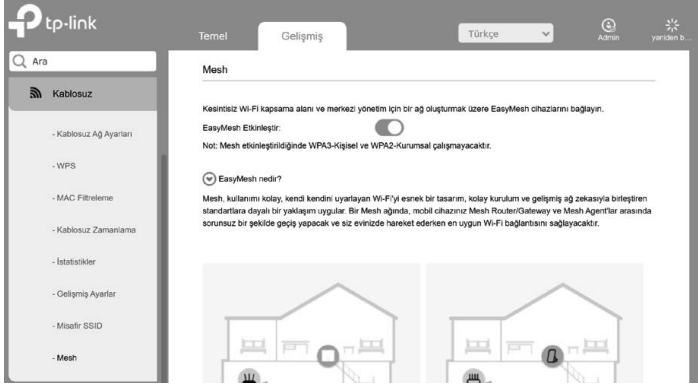 tp-link
Temel
Gelişmiş
Türkçe
Admin
yeniden b...
Ara
Kablosuz
- Kablosuz Ağ Ayarları
- WPS
- MAC Filtreleme
- Kablosuz Zamanlama
- İstatistikler
- Gelişmiş Ayarlar
- Misafir SSID
- Mesh
Mesh
Kesintisiz Wi-Fi kapsama alanı ve merkezi yönetim için bir ağ oluşturmak üzere EasyMesh cihazlarını bağlayın.
EasyMesh Etkinleştir:
Not: Mesh etkinleştirildiğinde WPA3-Kişisel ve WPA2-Kurumsal çalışmayacaktır.
EasyMesh nedir?
Mesh, kullanımı kolay, kendi kendini uyarlayan Wi-Fi'yi esnek bir tasarım, kolay kurulum ve gelişmiş ağ zekasıyla birleştiren
standartlara dayalı bir yaklaşım uygular. Bir Mesh ağında, mobil cihazınız Mesh Router/Gateway ve Mesh Agent'lar arasında
sorunsuz bir şekilde geçiş yapacak ve siz evinizde hareket ederken en uygun Wi-Fi bağlantısını sağlayacaktır.